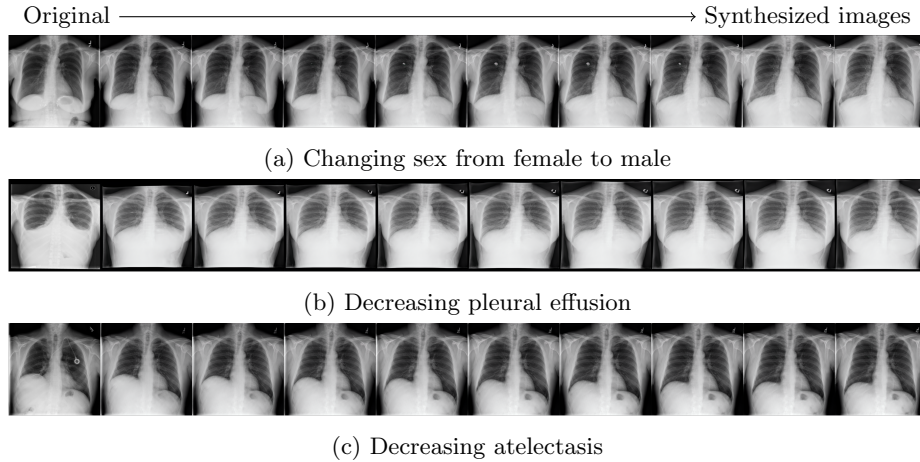 Original
Synthesized images
(a) Changing sex from female to male
(b) Decreasing pleural effusion
(c) Decreasing atelectasis